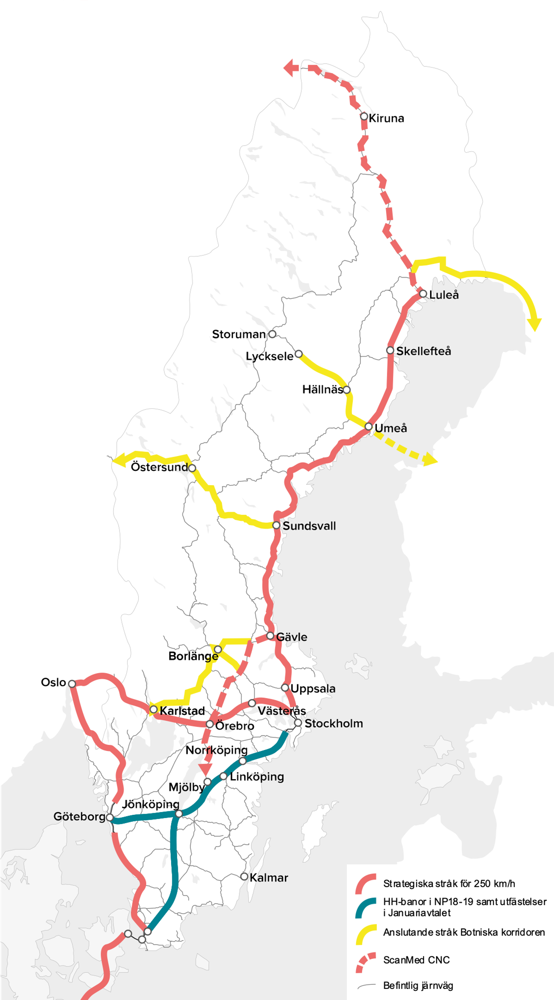 Kiruna
Luleå
Storuman
Skellefteå
Lycksele
Hällnäs
Umeå
Östersund
Sundsvall
Gävle
Borlänge
Oslo
Uppsala
Karlstad
Västerås
Stockholm
Örebro
Norrköping
Linköping
Mjölby
Jönköping
Göteborg
Kalmar
Strategiska stråk för 250 km/h
HH-banor i NP18-19 samt utfästelser
i Januariavtalet
Anslutande stråk Botniska korridoren
ScanMed CNC
Befintlig järnväg